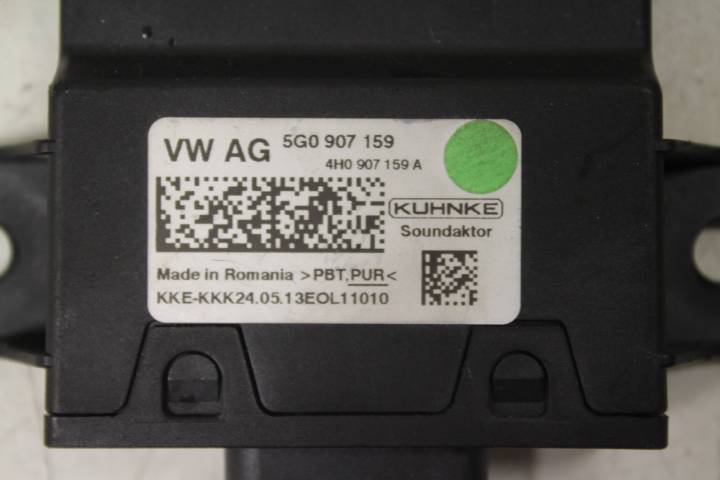 VW AG 5G0 907 159
4H0 907 159 A
KUHNKE
Soundaktor
Made in Romania >PBT,PUR<
KKE-KKK24.05.13EOL11010